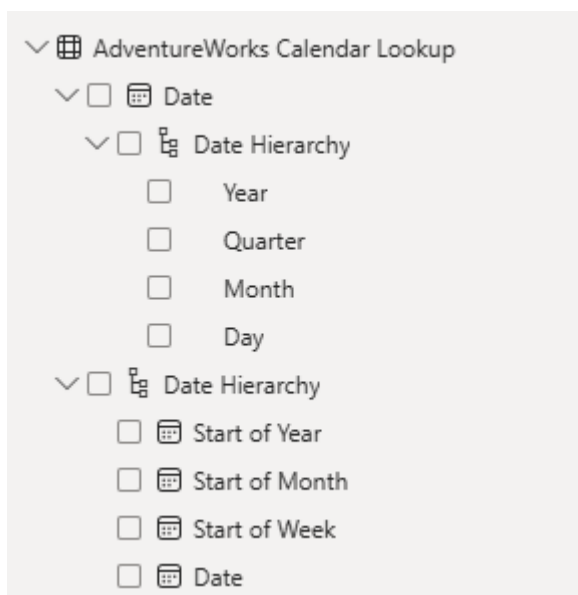 AdventureWorks Calendar Lookup
Date
Date Hierarchy
Year
Quarter
Month
Day
Date Hierarchy
Start of Year
Start of Month
Start of Week
Date